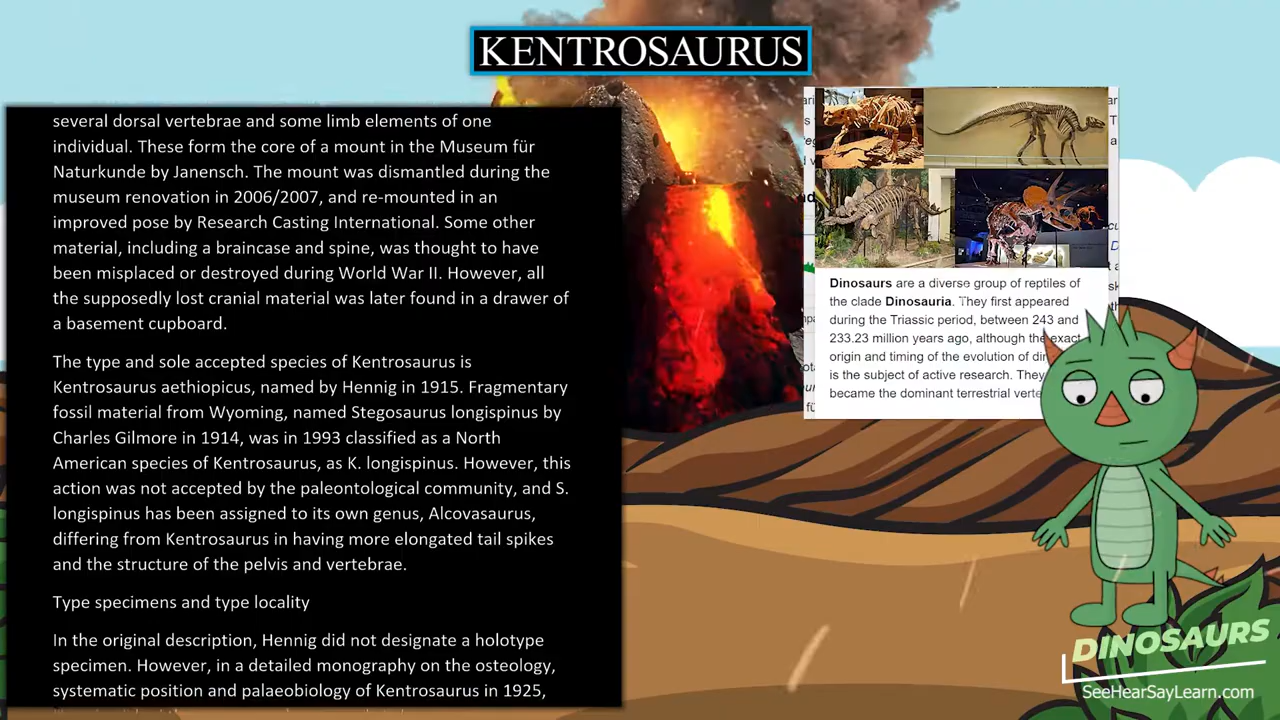 KENTROSAURUS
several dorsal vertebrae and some limb elements of one
individual. These form the core of a mount in the Museum für
Naturkunde by Janensch. The mount was dismantled during the
museum renovation in 2006/2007, and re-mounted in an
improved pose by Research Casting International. Some other
material, including a braincase and spine, was thought to have
been misplaced or destroyed during World War II. However, all
the supposedly lost cranial material was later found in a drawer of
a basement cupboard.
The type and sole accepted species of Kentrosaurus is
Kentrosaurus aethiopicus, named by Hennig in 1915. Fragmentary
fossil material from Wyoming, named Stegosaurus longispinus by
Charles Gilmore in 1914, was in 1993 classified as a North
American species of Kentrosaurus, as K. longispinus. However, this
action was not accepted by the paleontological community, and S.
longispinus has been assigned to its own genus, Alcovasaurus,
differing from Kentrosaurus in having more elongated tail spikes
and the structure of the pelvis and vertebrae.
Type specimens and type locality
In the original description, Hennig did not designate a holotype
specimen. However, in a detailed monography on the osteology,
systematic position and palaeobiology of Kentrosaurus in 1925,
Dinosaurs are a diverse group of reptiles of
the clade Dinosauria. They first appeared
during the Triassic period, between 243 and
233.23 million years ago, although the exact
origin and timing of the evolution of
is the subject of active research. They
became the dominant terrestrial
DINOSAURS
SeeHearSayLearn.com